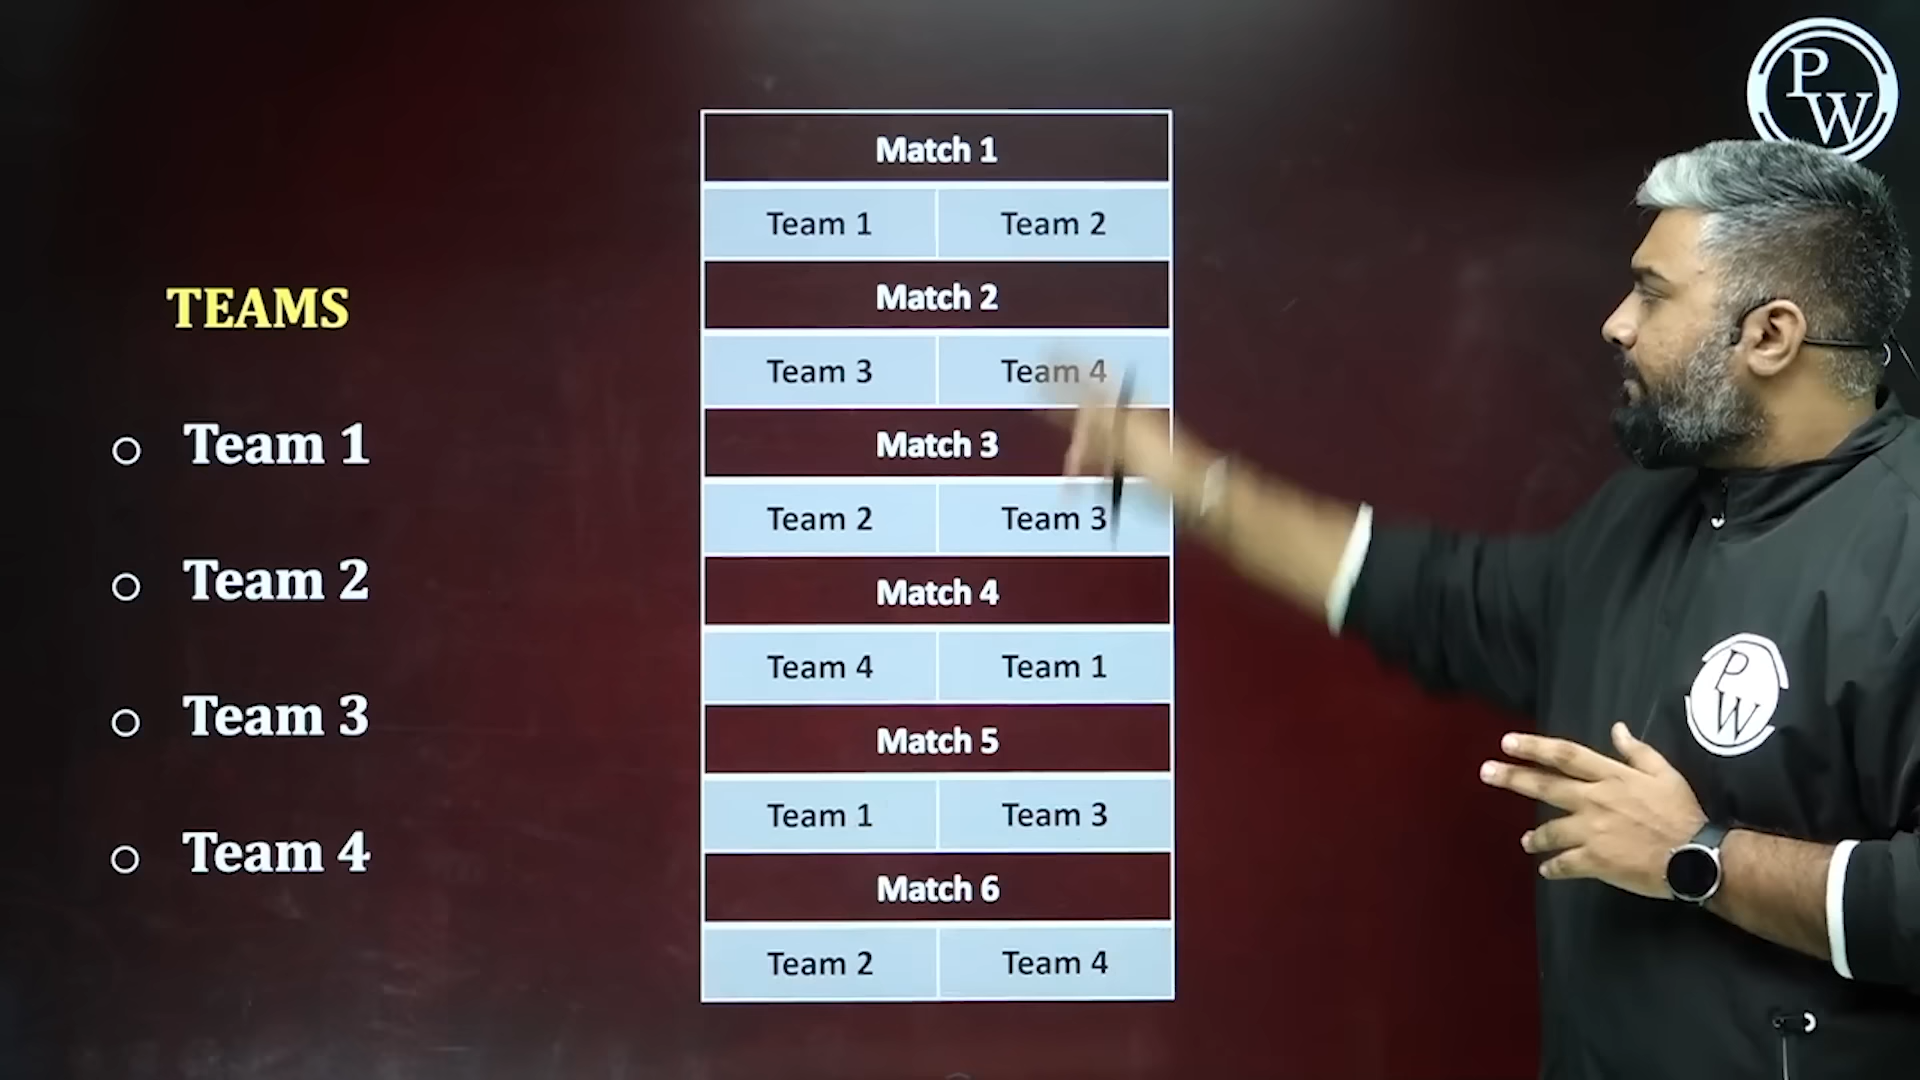 PW
TEAMS
Team 1
Team 2
Team 3
Team 4
Match 1
Team 1 Team 2
Match 2
Team 3 Team 4
Match 3
Team 2 Team 3
Match 4
Team 4 Team 1
Match 5
Team 1 Team 3
Match 6
Team 2 Team 4
PW